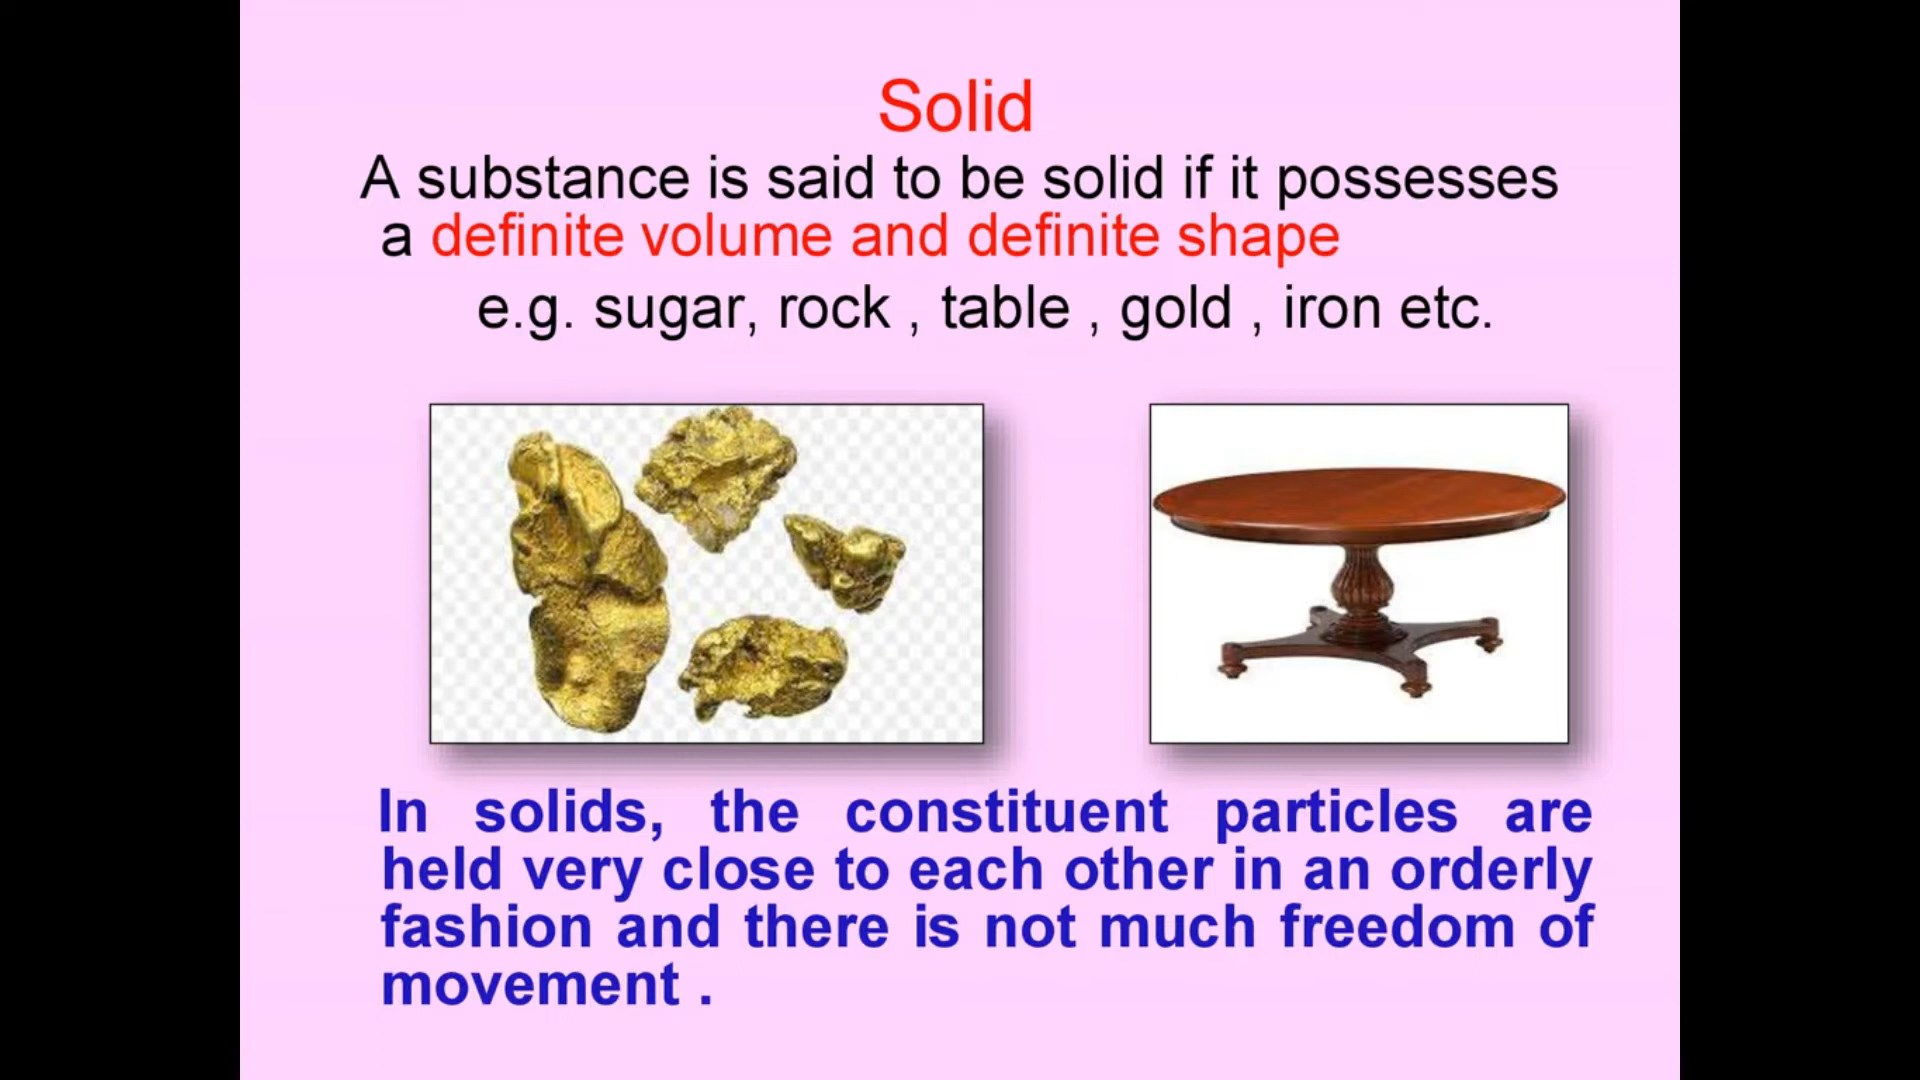 Solid
A substance is said to be solid if it possesses
a definite volume and definite shape
e.g. sugar, rock , table , gold , iron etc.
In solids, the constituent particles are
held very close to each other in an orderly
fashion and there is not much freedom of
movement .